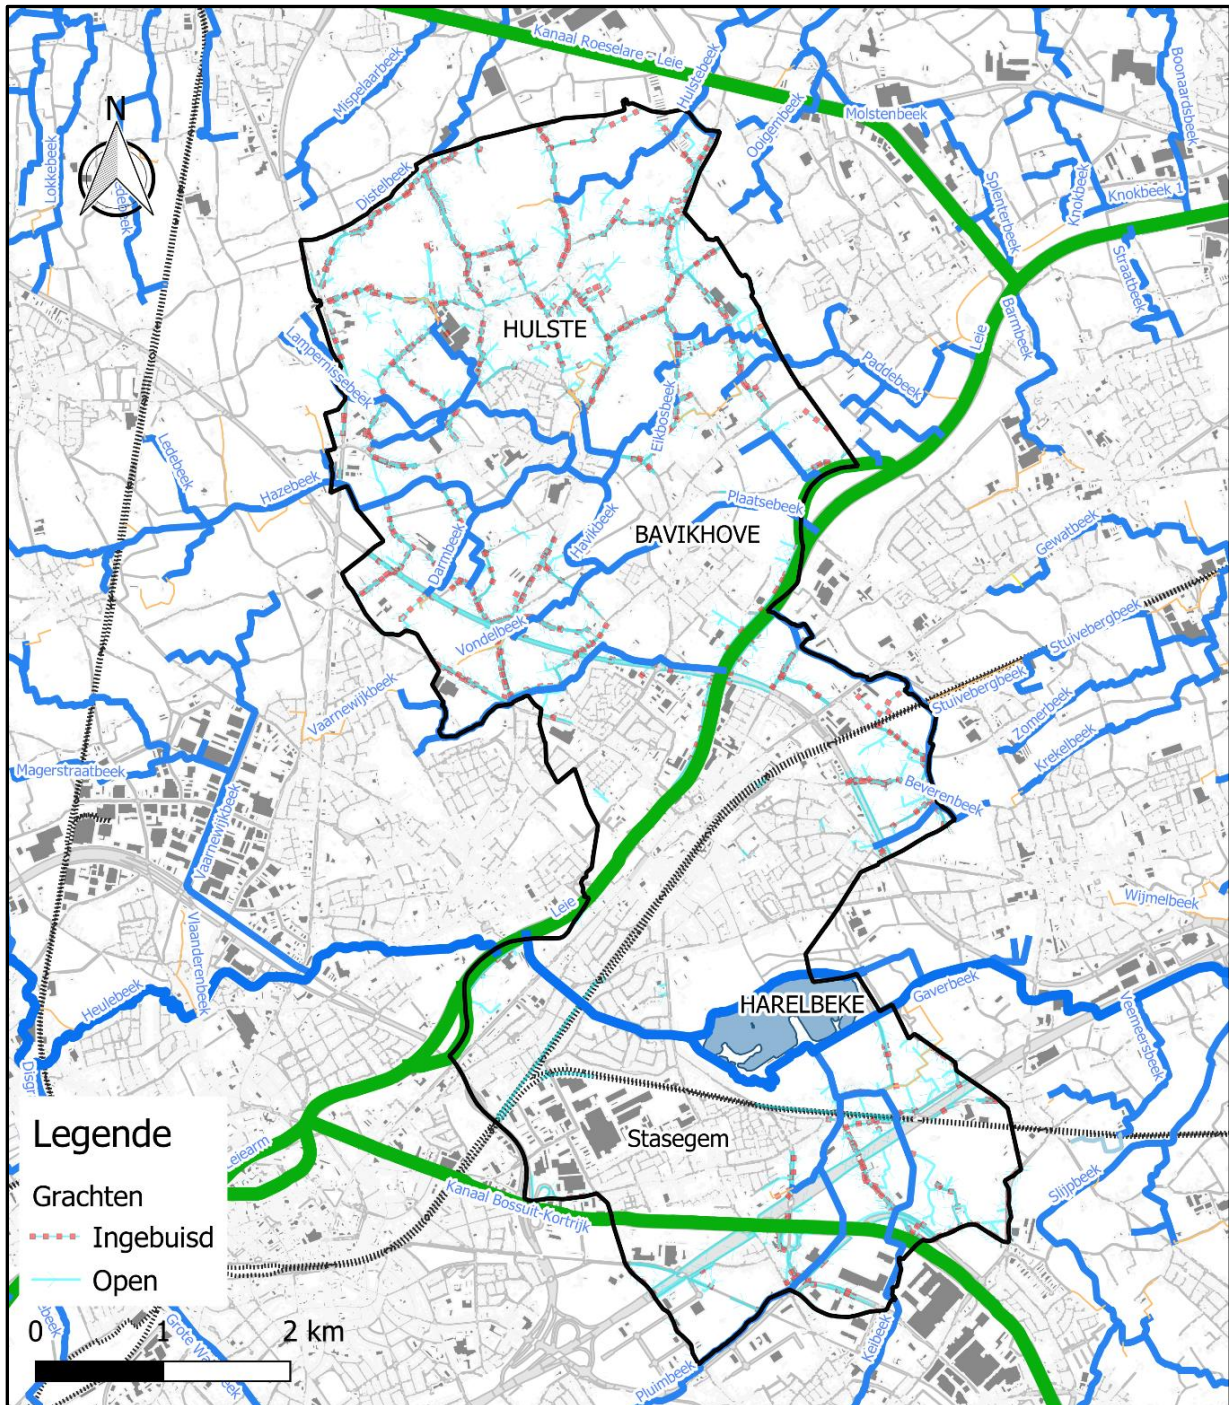 Kanaal Roeselare - Leie
Hulstebeek
Mispelaarbeek
Boonaardsbeek
N
Molstenbeek
Ooigembeek
Lokkebeek
Distelbeek
Splenterbeek
Knokbeek
Knokbeek 1
Straatbeek
Barmbeek
Leie
HULSTE
Lampernissebeek
Paddebeek
Eikbosbeek
Ledebeek
Hazebeek
Plaatsebeek
BAVIKHOVE
Havikbeek
Darmbeek
Gewatbeek
Stuivebergbeek
Vondelbeek
Vaarnewijkbeek
Stuivebergbeek
Zomerbeek
Krekelbeek
Magerstraatbeek
Beverenbeek
Vaarnewijkbeek
Leie
Wijmelbeek
Vlaanderenbeek
Heulebeek
HARELBEKE
Gaverbeek
Veemeersbeek
Stasegem
Slijpbeek
Kanaal Bossuit-Kortrijk
Legende
Grachten
Ingebuisd
Open
0 1 2 km
Pluimbeek
Keibeek